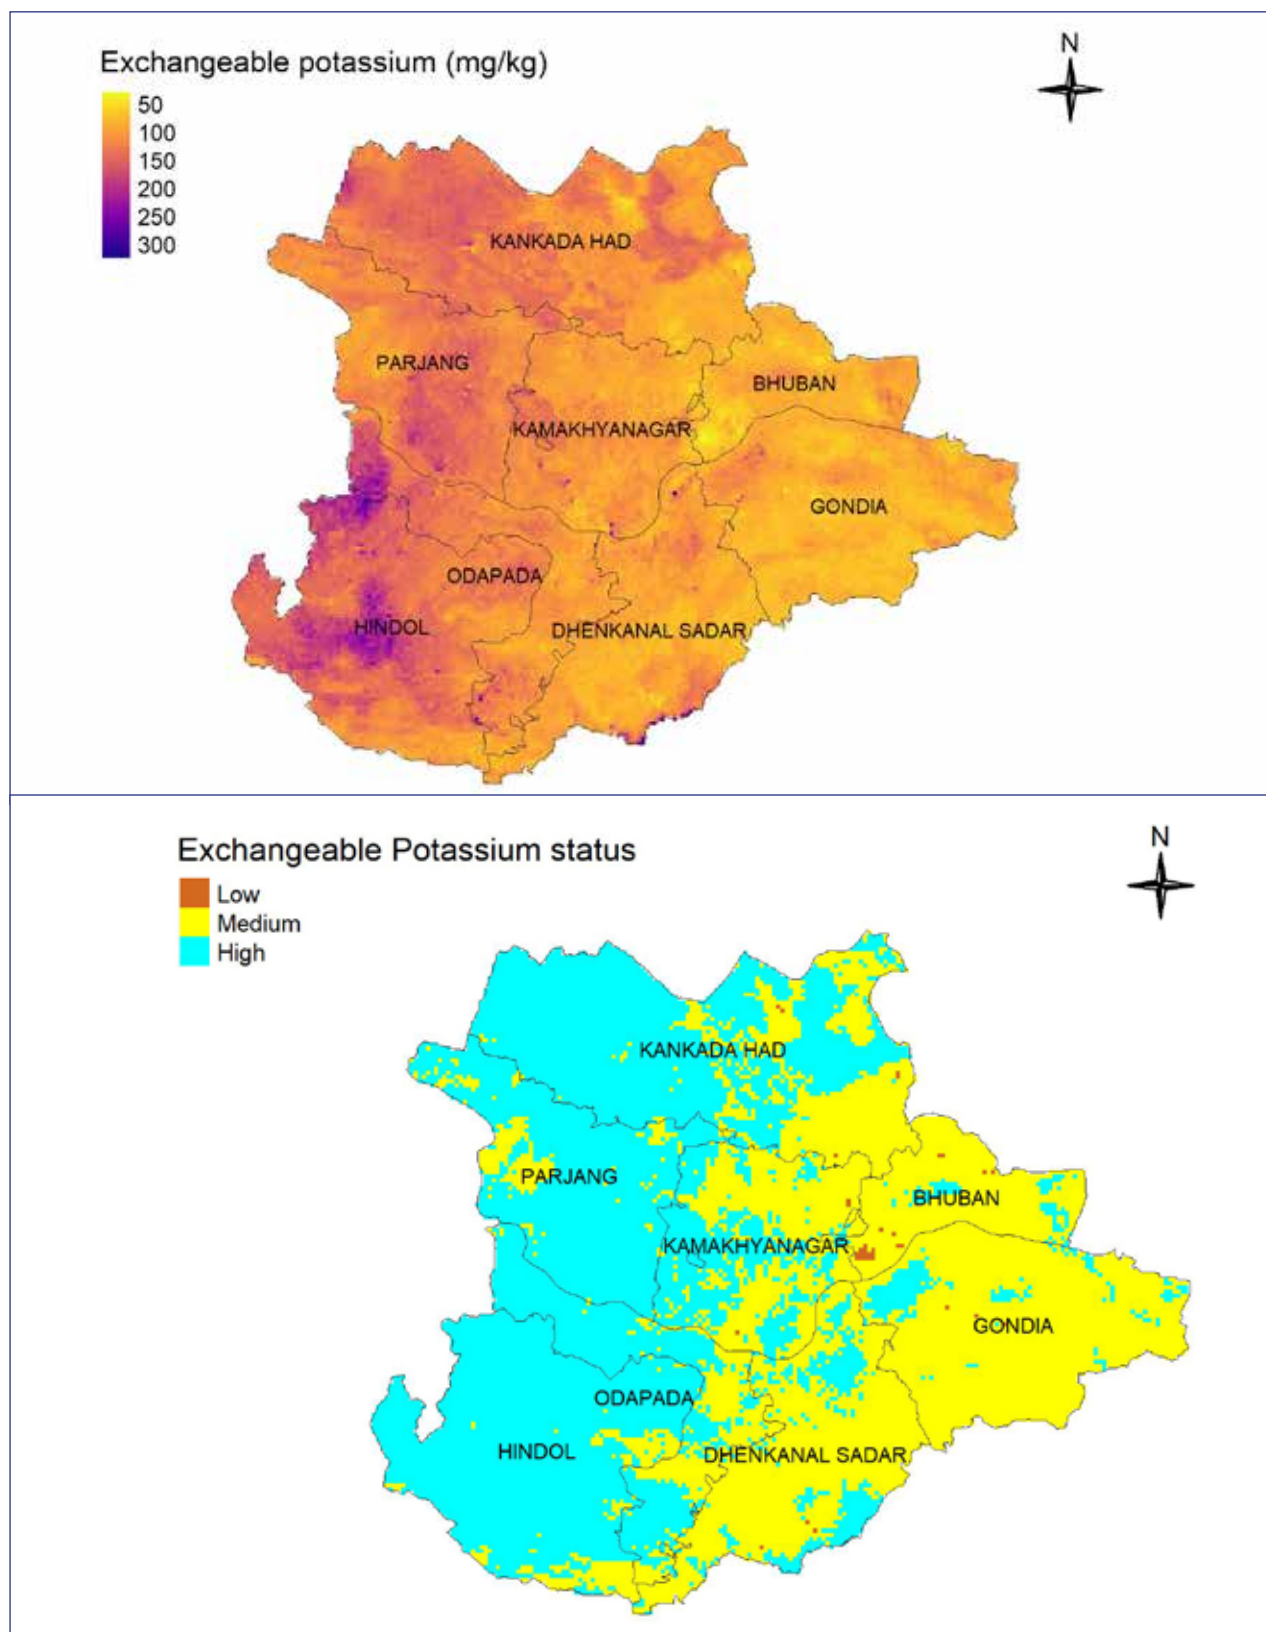 Exchangeable potassium (mg/kg)
N
50
100
150
200
250
300
KANKADA HAD
PARJANG
BHUBAN
KAMAKHYANAGAR
GONDIA
ODAPADA
HINDOL
DHENKANAL SADAR
Exchangeable Potassium status
N
Low
Medium
High
KANKADA HAD
PARJANG
BHUBAN
KAMAKHYANAGAR
GONDIA
ODAPADA
HINDOL
DHENKANAL SADAR